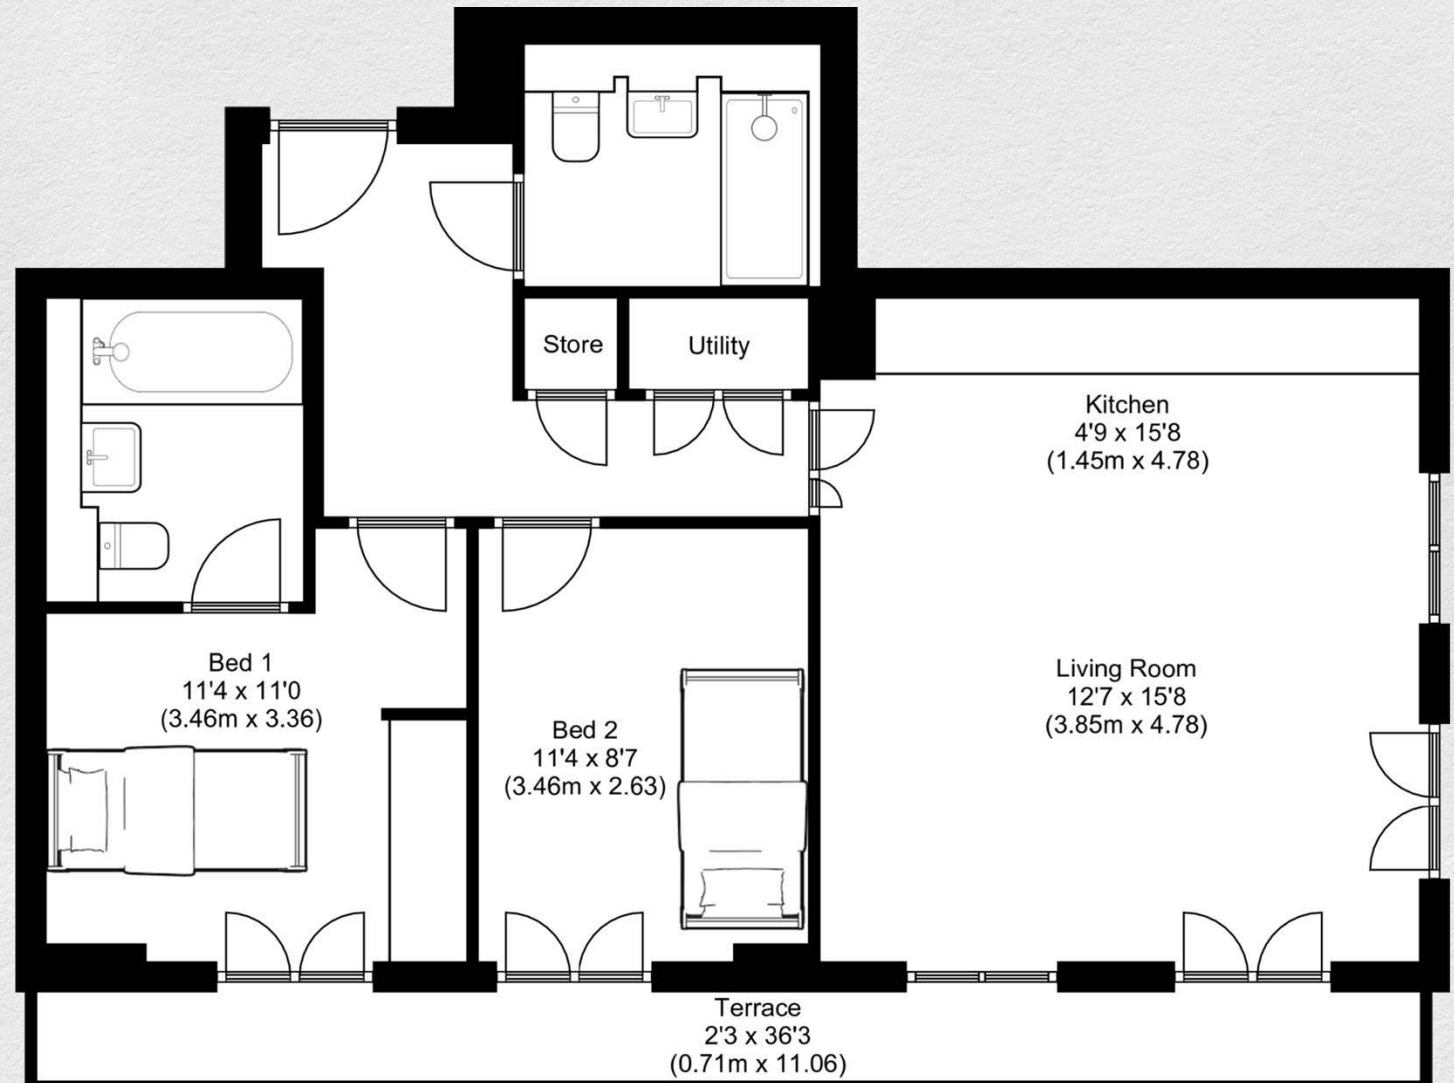 Store
Utility
Kitchen
4'9 x 15'8
(1.45m x 4.78)
Bed 1
11'4 x 11'0
(3.46m x 3.36)
Bed 2
11'4 x 8'7
(3.46m x 2.63)
Living Room
12'7 x 15'8
(3.85m x 4.78)
Terrace
2'3 x 36'3
(0.71m x 11.06)